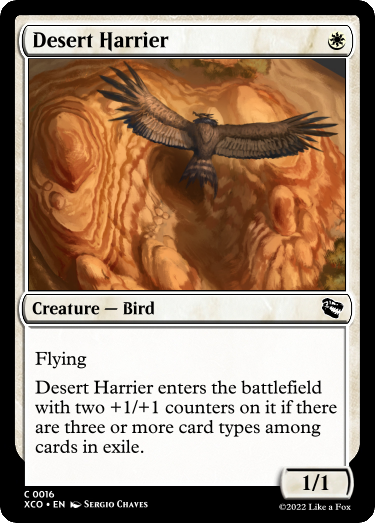 Desert Harrier
Creature — Bird
Flying
Desert Harrier enters the battlefield
with two +1/+1 counters on it if there
are three or more card types among
cards in exile.
1/1
C 0016
XCO • EN Sergio Chaves
©2022 Like a Fox